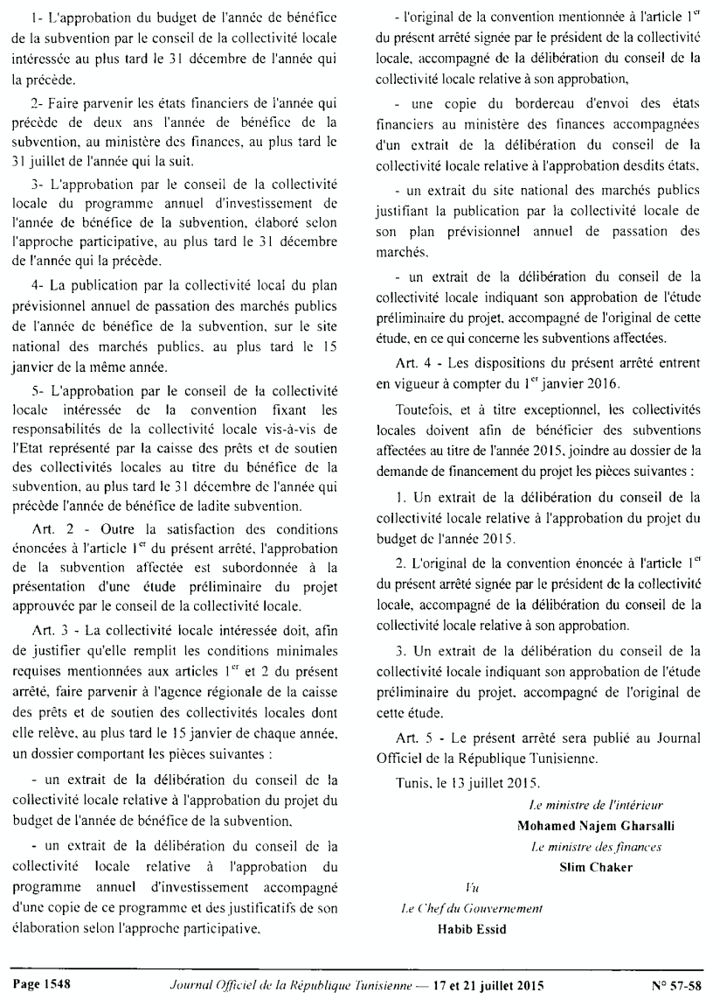 1- L'approbation du budget de l'année de bénéfice
de la subvention par le conseil de la collectivité locale
intéressée au plus tard le 31 décembre de l'année qui
la précède.
2- Faire parvenir les états financiers de l'année qui
précède de deux ans l'année de bénéfice de la
subvention, au ministère des finances, au plus tard le
31 juillet de l'année qui la suit.
3- L'approbation par le conseil de la collectivité
locale du programme annuel d'investissement de
l'année de bénéfice de la subvention, élaboré selon
l'approche participative, au plus tard le 31 décembre
de l'année qui la précède.
4- La publication par la collectivité local du plan
prévisionnel annuel de passation des marchés publics
de l'année de bénéfice de la subvention, sur le site
national des marchés publics, au plus tard le 15
janvier de la même année.
5- L'approbation par le conseil de la collectivité
locale intéressée de la convention fixant les
responsabilités de la collectivité locale vis-à-vis de
l'Etat représenté par la caisse des prêts et de soutien
des collectivités locales au titre du bénéfice de la
subvention, au plus tard le 31 décembre de l'année qui
précède l'année de bénéfice de ladite subvention.
Art. 2 - Outre la satisfaction des conditions
énoncées à l'article 1er du présent arrêté, l'approbation
de la subvention affectée est subordonnée à la
présentation d'une étude préliminaire du projet
approuvée par le conseil de la collectivité locale.
Art. 3 - La collectivité locale intéressée doit, afin
de justifier qu'elle remplit les conditions minimales
requises mentionnées aux articles 1er et 2 du présent
arrêté, faire parvenir à l'agence régionale de la caisse
des prêts et de soutien des collectivités locales dont
elle relève, au plus tard le 15 janvier de chaque année,
un dossier comportant les pièces suivantes :
- un extrait de la délibération du conseil de la
collectivité locale relative à l'approbation du projet du
budget de l'année de bénéfice de la subvention,
- un extrait de la délibération du conseil de la
collectivité locale relative à l'approbation du
programme annuel d'investissement accompagné
d'une copie de ce programme et des justificatifs de son
élaboration selon l'approche participative,
- l'original de la convention mentionnée à l'article 1er
du présent arrêté signée par le président de la collectivité
locale, accompagné de la délibération du conseil de la
collectivité locale relative à son approbation,
- une copie du bordereau d'envoi des états
financiers au ministère des finances accompagnées
d'un extrait de la délibération du conseil de la
collectivité locale relative à l'approbation desdits états,
- un extrait du site national des marchés publics
justifiant la publication par la collectivité locale de
son plan prévisionnel annuel de passation des
marchés,
- un extrait de la délibération du conseil de la
collectivité locale indiquant son approbation de l'étude
préliminaire du projet, accompagné de l'original de cette
étude, en ce qui concerne les subventions affectées.
Art. 4 - Les dispositions du présent arrêté entrent
en vigueur à compter du 1er janvier 2016.
Toutefois, et à titre exceptionnel, les collectivités
locales doivent afin de bénéficier des subventions
affectées au titre de l'année 2015, joindre au dossier de la
demande de financement du projet les pièces suivantes :
1. Un extrait de la délibération du conseil de la
collectivité locale relative à l'approbation du projet du
budget de l'année 2015.
2. L'original de la convention énoncée à l'article 1er
du présent arrêté signée par le président de la collectivité
locale, accompagné de la délibération du conseil de la
collectivité locale relative à son approbation.
3. Un extrait de la délibération du conseil de la
collectivité locale indiquant son approbation de l'étude
préliminaire du projet, accompagné de l'original de
cette étude.
Art. 5 - Le présent arrêté sera publié au Journal
Officiel de la République Tunisienne.
Tunis, le 13 juillet 2015.
Le ministre de l'intérieur
Mohamed Najem Gharsalli
Le ministre des finances
Slim Chaker
Vu
Le Chef du Gouvernement
Habib Essid
Page 1548 Journal Officiel de la République Tunisienne — 17 et 21 juillet 2015 N° 57-58